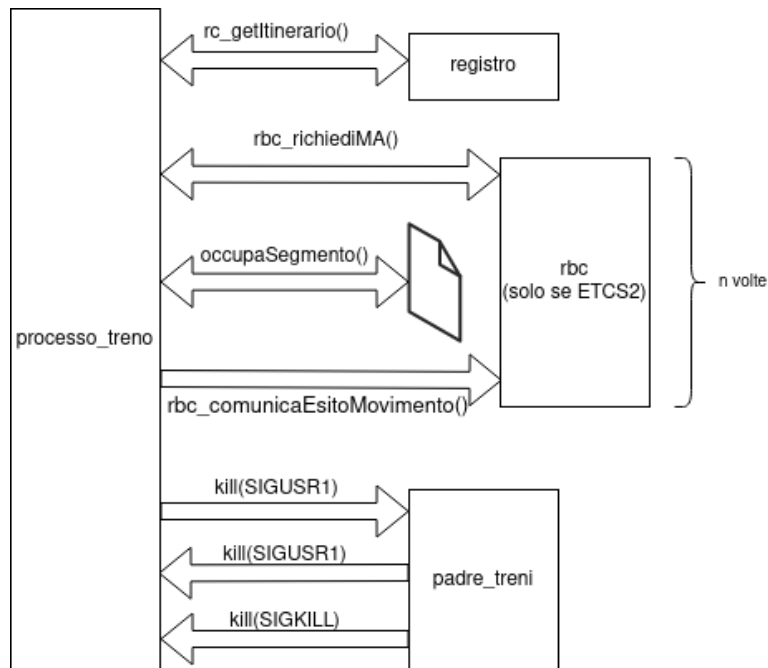 rc_getItinerario()
registro
rbc_richiediMA()
occupaSegmento()
rbc
(solo se ETCS2)
n volte
processo_treno
rbc_comunicaEsitoMovimento()
kill(SIGUSR1)
kill(SIGUSR1)
padre_treni
kill(SIGKILL)